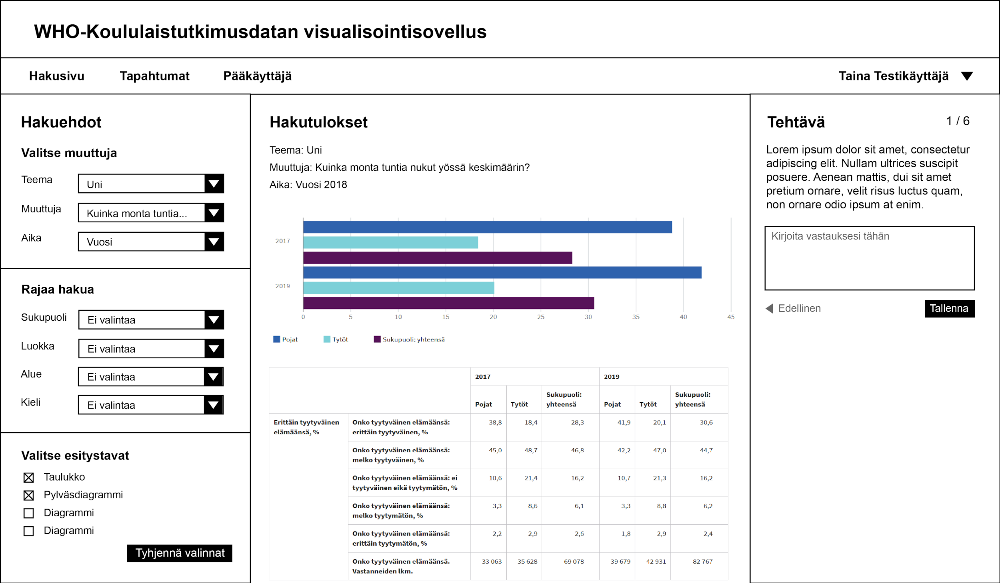 WHO-Koululaistutkimusdatan visualisointisovellus
Hakusivu Tapahtumat Pääkäyttäjä Taina Testikäyttäjä
Hakuehdot
Valitse muuttuja
Teema Uni
Muuttuja Kuinka monta tuntia...
Aika Vuosi
Rajaa hakua
Sukupuoli Ei valintaa
Luokka Ei valintaa
Alue Ei valintaa
Kieli Ei valintaa
Valitse esitystavat
Taulukko
Pylväsdiagrammi
Diagrammi
Diagrammi
Tyhjennä valinnat
Hakutulokset
Teema: Uni
Muuttuja: Kuinka monta tuntia nukut yössä keskimäärin?
Aika: Vuosi 2018
2017
2019
0 5 10 15 20 25 30 35 40 45
Pojat Tytöt Sukupuoli: yhteensä
2017 2019
Sukupuoli: Sukupuoli:
Pojat Tytöt yhteensä Pojat Tytöt yhteensä
Erittäin tyytyväinen Onko tyytyväinen elämäänsä: 38,8 18,4 28,3 41,9 20,1 30,6
elämäänsä, % erittäin tyytyväinen, %
Onko tyytyväinen elämäänsä: 45,0 48,7 46,8 42,2 47,0 44,7
melko tyytyväinen, %
Onko tyytyväinen elämäänsä: ei 10,6 21,4 16,2 10,7 21,3 16,2
tyytyväinen eikä tyytymätön, %
Onko tyytyväinen elämäänsä: 3,3 8,6 6,1 3,3 8,8 6,2
melko tyytymätön, %
Onko tyytyväinen elämäänsä: 2,2 2,9 2,6 1,8 2,9 2,4
erittäin tyytymätön, %
Onko tyytyväinen elämäänsä. 33 063 35 628 69 078 39 679 42 931 82 767
Vastanneiden lkm.
Tehtävä 1 / 6
Lorem ipsum dolor sit amet, consectetur
adipiscing elit. Nullam ultrices suscipit
posuere. Aenean mattis, dui sit amet
pretium ornare, velit risus luctus quam,
non ornare odio ipsum at enim.
Kirjoita vastauksesi tähän
Edellinen Tallenna